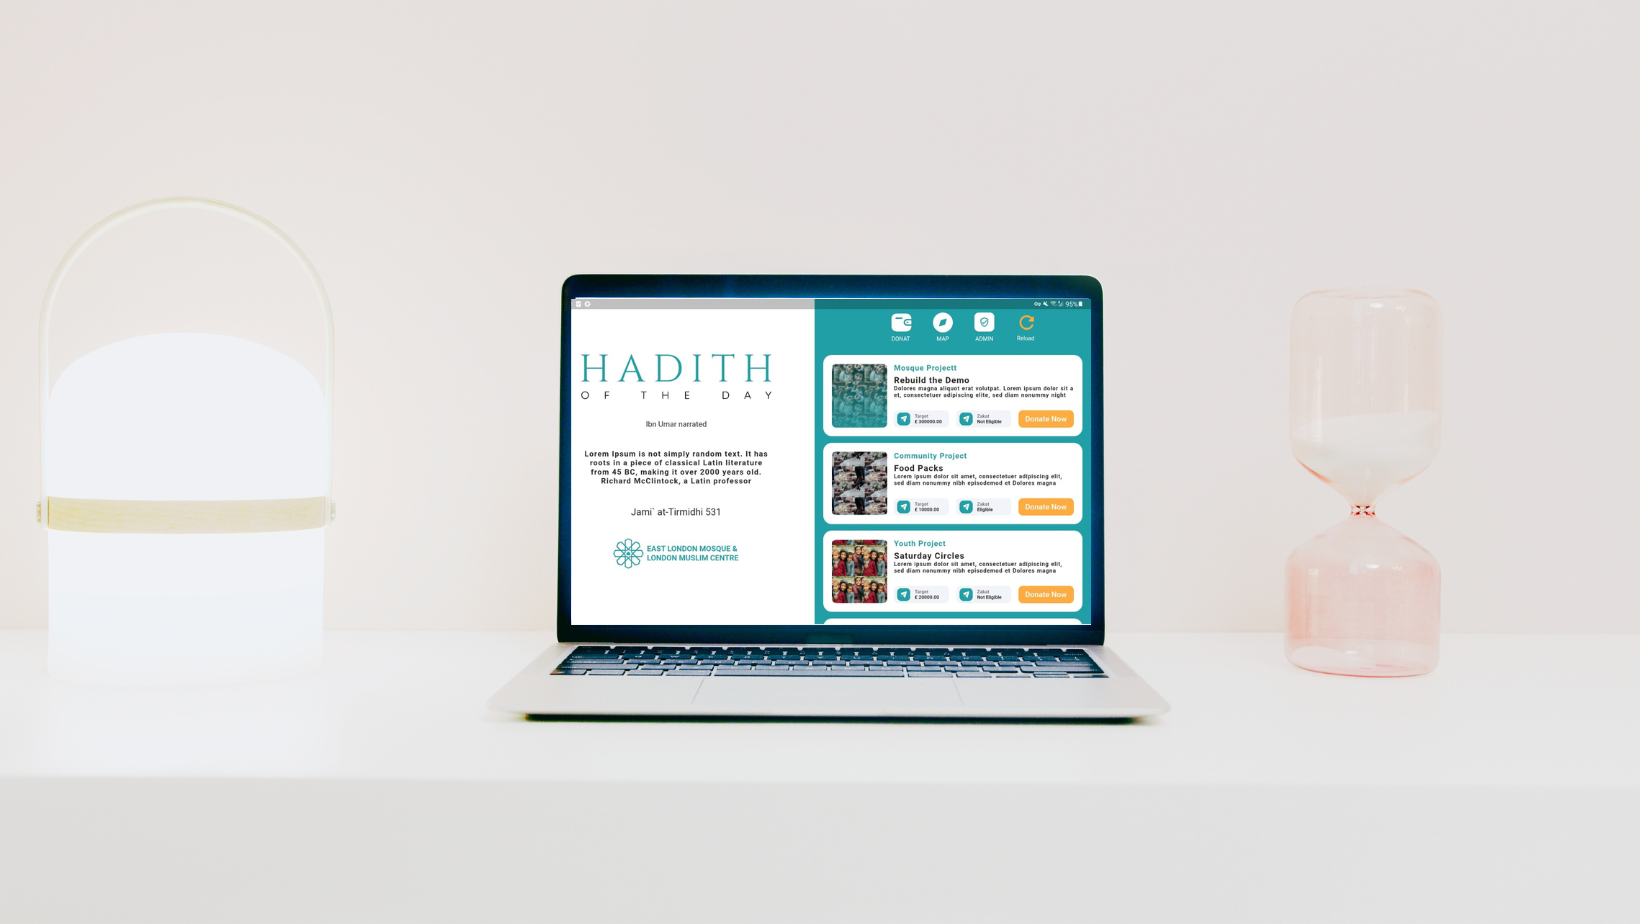 95%
HADITH
OF THE DAY
Ibn Umar narrated
Lorem Ipsum is not simply random text. It has
roots in a piece of classical Latin literature
from 45 BC, making it over 2000 years old.
Richard McClintock, a Latin professor
Jami` at-Tirmidhi 531
EAST LONDON MOSQUE &
LONDON MUSLIM CENTRE
DONAT
MAP
ADMIN
Reload
Mosque Projectt
Rebuild the Demo
Dolores magna aliquot erat volutpat. Lorem ipsum dolor sit a
et, consectetuer adipiscing elite, sed diam nonummy night
Target
£ 300000.00
Zakat
Not Eligible
Donate Now
Community Project
Food Packs
Lorem ipsum dolor sit amet, consectetuer adipiscing elit,
sed diam nonummy nibh episodemod et Dolores magna
Target
£ 10000.00
Zakat
Eligible
Donate Now
Youth Project
Saturday Circles
Lorem ipsum dolor sit amet, consectetuer adipiscing elit,
sed diam nonummy nibh episodemod et Dolores magna
Target
£ 20000.00
Zakat
Not Eligible
Donate Now